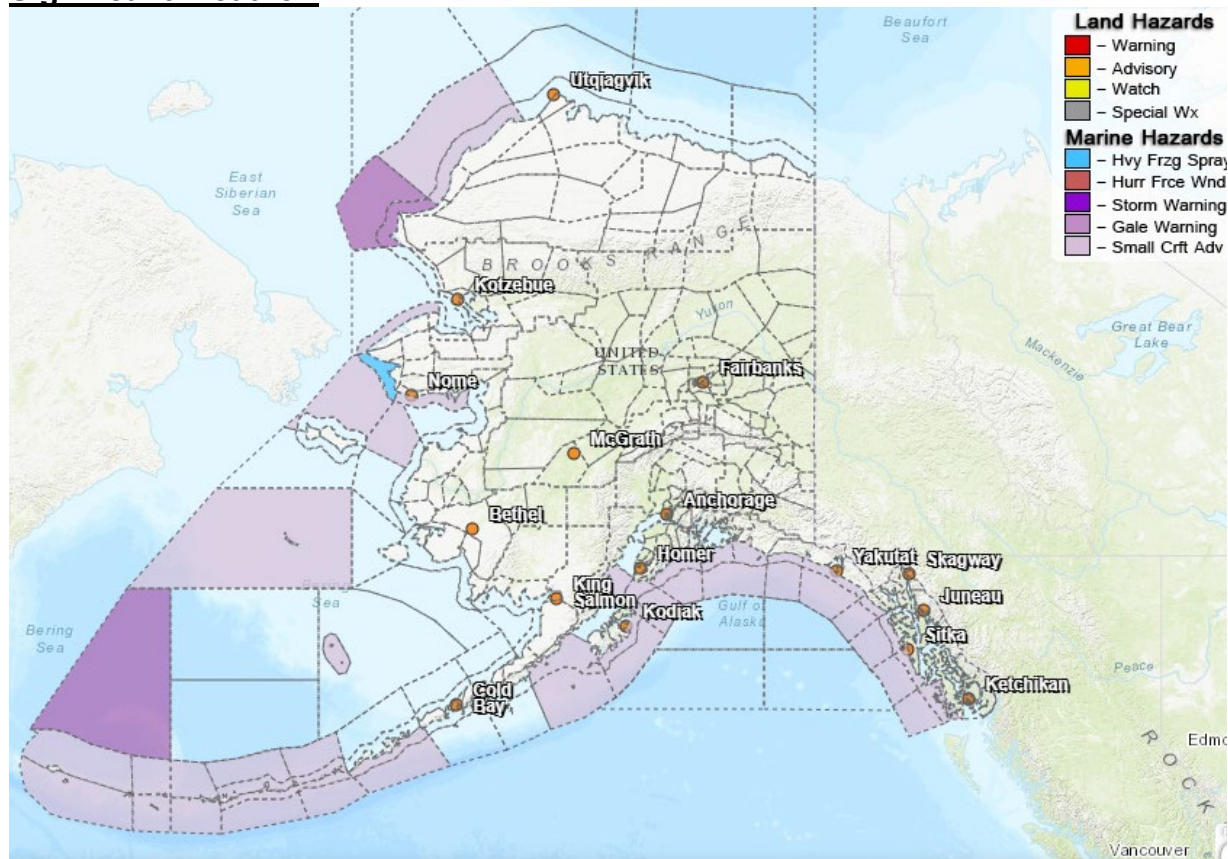 Beaufort
Sea
Land Hazards
– Warning
– Advisory
– Watch
– Special Wx
Marine Hazards
– Hvy Frzg Spray
– Hurr Frce Wnd
– Storm Warning
– Gale Warning
– Small Crft Adv
Utqiagvik
East
Siberian
Sea
BROOKS RANGE
Kotzebue
Yukon
Great Bear
Lake
Mackenzie
UNITED
STATES
Fairbanks
Nome
McGrath
Anchorage
Bethel
Homer
Yakutat
Skagway
King
Salmon
Bering
Sea
Kodiak
Gulf of
Alaska
Juneau
Bering
Sea
Sitka
Peace
Ketchikan
Cold
Bay
ROCK
Edmo
Vancouver